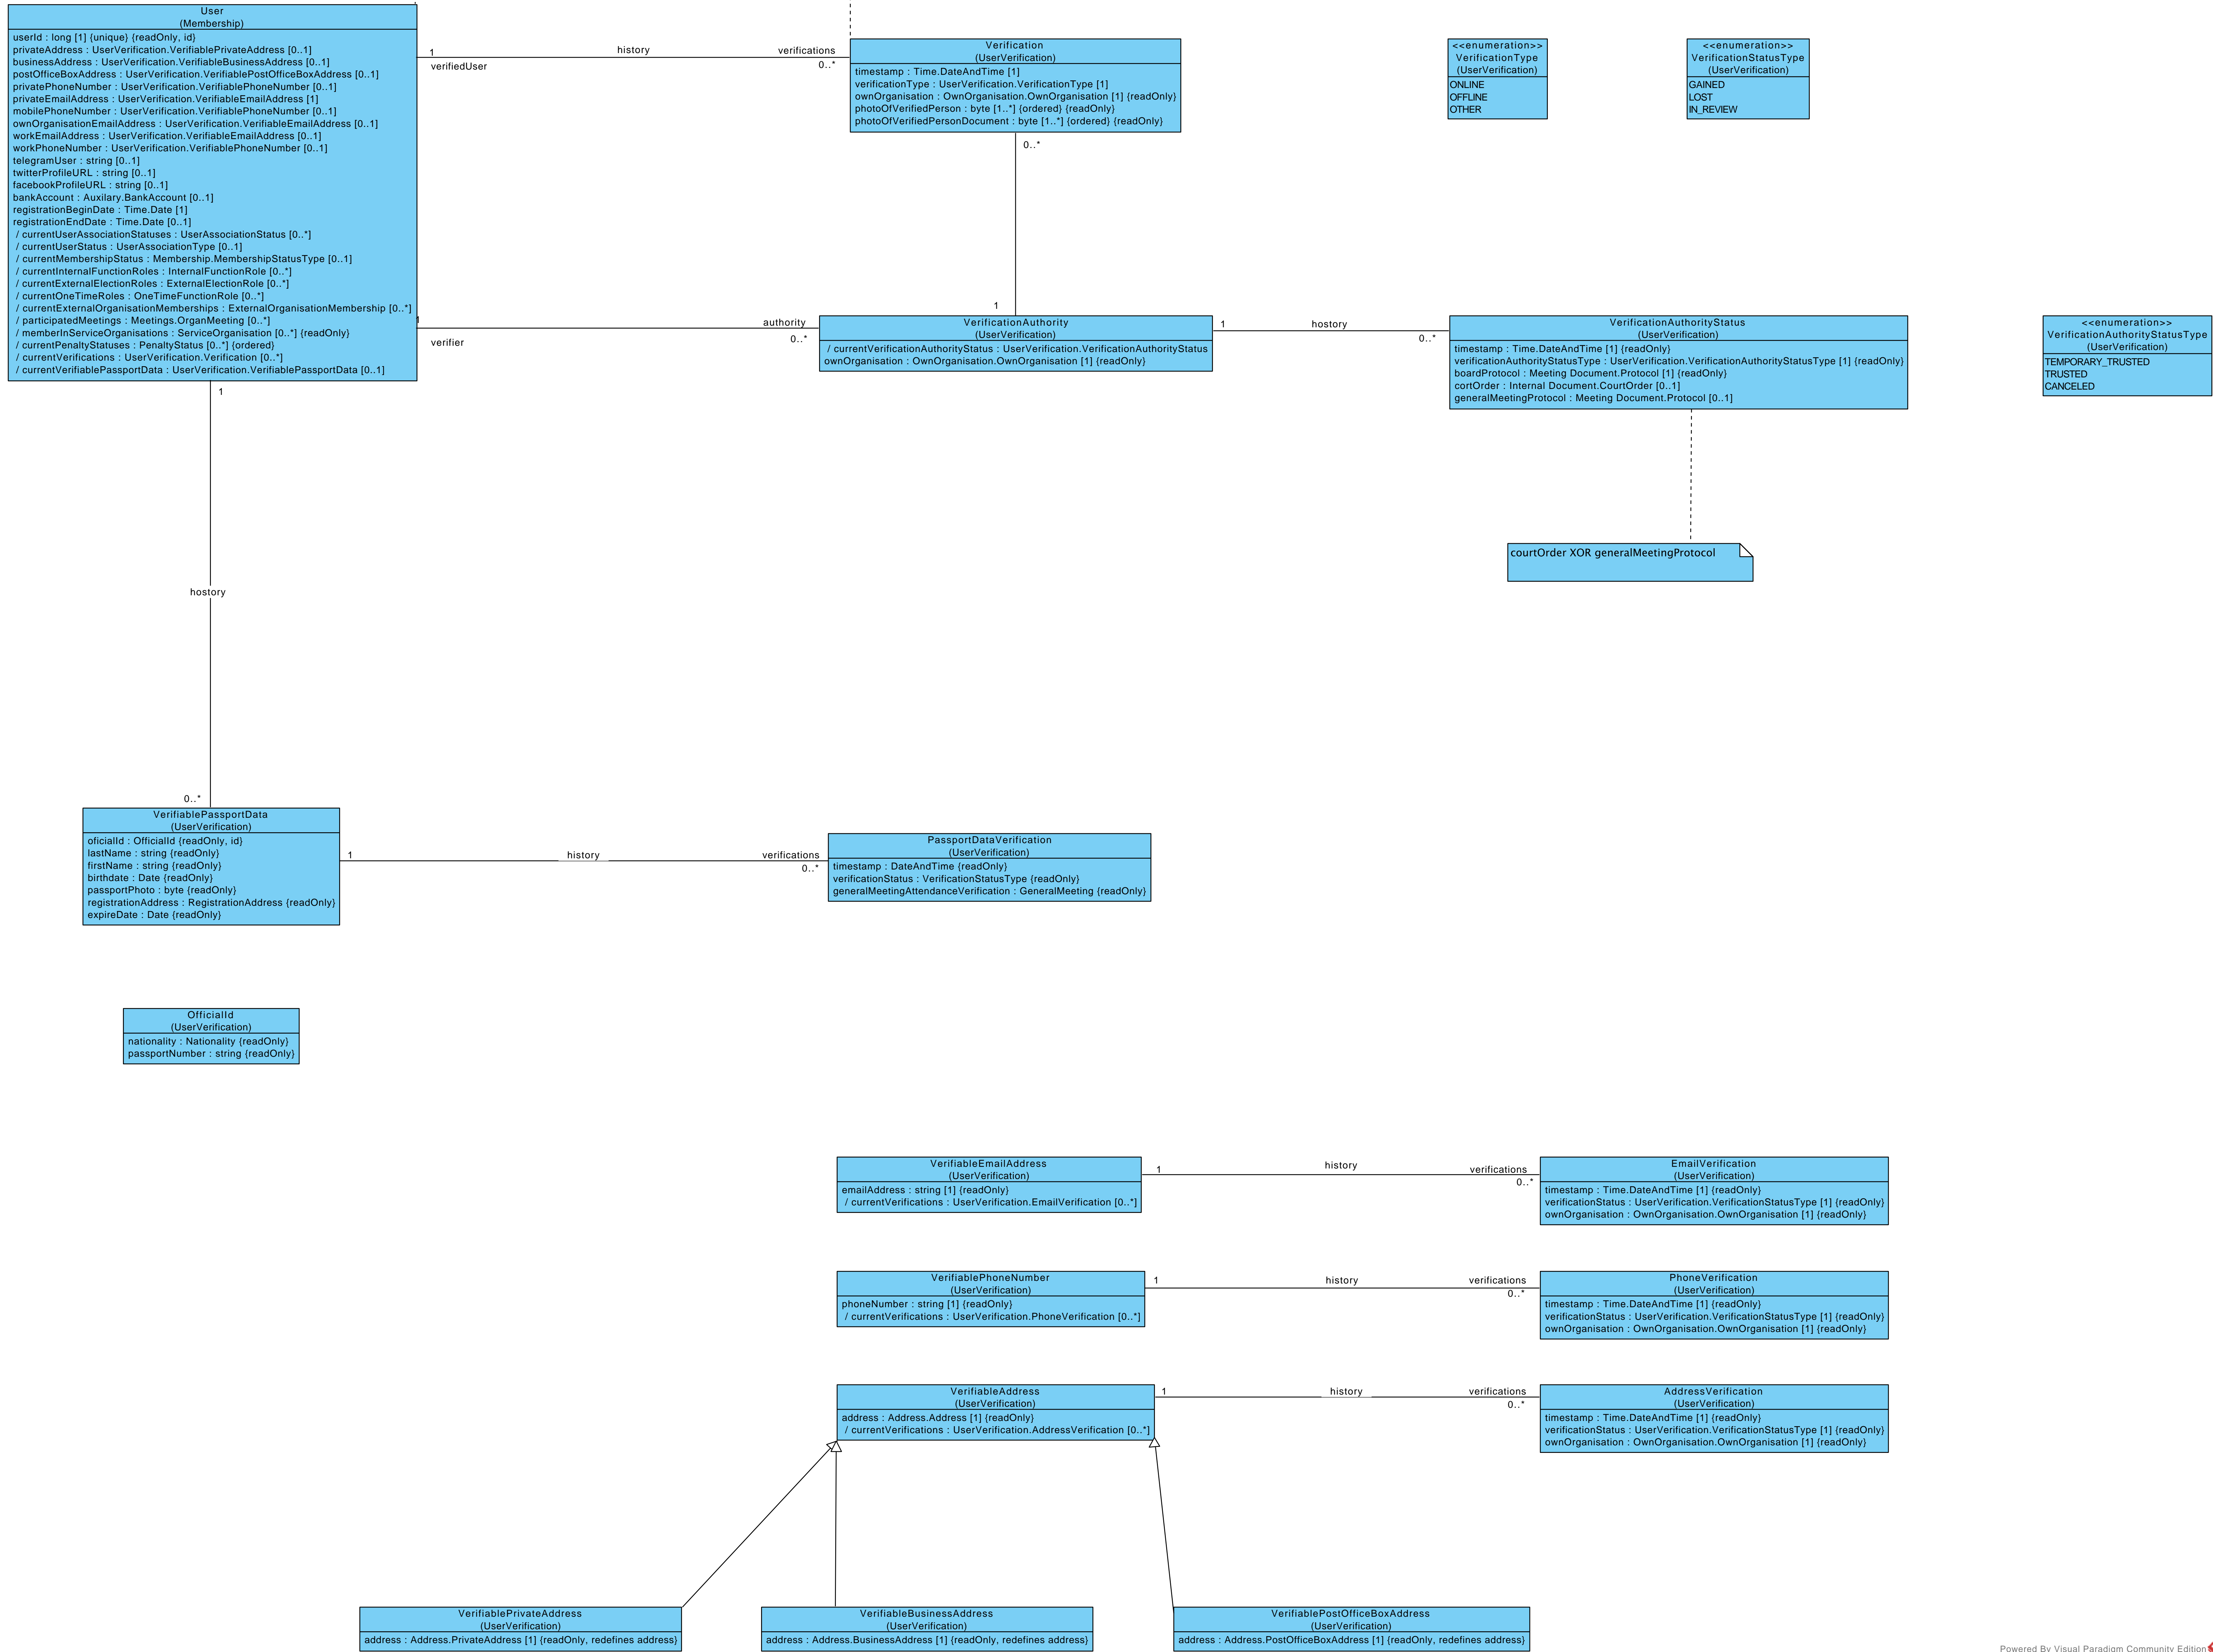 User
(Membership)
userId : long [1] {unique} {readOnly, id}
privateAddress : UserVerification.VerifiablePrivateAddress [0..1]
businessAddress : UserVerification.VerifiableBusinessAddress [0..1]
postOfficeBoxAddress : UserVerification.VerifiablePostOfficeBoxAddress [0..1]
privatePhoneNumber : UserVerification.VerifiablePhoneNumber [0..1]
privateEmailAddress : UserVerification.VerifiableEmailAddress [1]
mobilePhoneNumber : UserVerification.VerifiablePhoneNumber [0..1]
ownOrganisationEmailAddress : UserVerification.VerifiableEmailAddress [0..1]
workEmailAddress : UserVerification.VerifiableEmailAddress [0..1]
workPhoneNumber : UserVerification.VerifiablePhoneNumber [0..1]
telegramUser : string [0..1]
twitterProfileURL : string [0..1]
facebookProfileURL : string [0..1]
bankAccount : Auxilary.BankAccount [0..1]
registrationBeginDate : Time.Date [1]
registrationEndDate : Time.Date [0..1]
/ currentUserAssociationStatuses : UserAssociationStatus [0..*]
/ currentUserStatus : UserAssociationType [0..1]
/ currentMembershipStatus : Membership.MembershipStatusType [0..1]
/ currentInternalFunctionRoles : InternalFunctionRole [0..*]
/ currentExternalElectionRoles : ExternalElectionRole [0..*]
/ currentOneTimeRoles : OneTimeFunctionRole [0..*]
/ currentExternalOrganisationMemberships : ExternalOrganisationMembership [0..*]
/ participatedMeetings : Meetings.OrganMeeting [0..*]
/ memberInServiceOrganisations : ServiceOrganisation [0..*] {readOnly}
/ currentPenaltyStatuses : PenaltyStatus [0..*] {ordered}
/ currentVerifications : UserVerification.Verification [0..*]
/ currentVerifiablePassportData : UserVerification.VerifiablePassportData [0..1]
1
verifiedUser
history
verifications
0..*
Verification
(UserVerification)
timestamp : Time.DateAndTime [1]
verificationType : UserVerification.VerificationType [1]
ownOrganisation : OwnOrganisation.OwnOrganisation [1] {readOnly}
photoOfVerifiedPerson : byte [1..*] {ordered} {readOnly}
photoOfVerifiedPersonDocument : byte [1..*] {ordered} {readOnly}
<<enumeration>>
VerificationType
(UserVerification)
ONLINE
OFFLINE
OTHER
<<enumeration>>
VerificationStatusType
(UserVerification)
GAINED
LOST
IN_REVIEW
0..*
1
1
verifier
authority
0..*
VerificationAuthority
(UserVerification)
/ currentVerificationAuthorityStatus : UserVerification.VerificationAuthorityStatus
ownOrganisation : OwnOrganisation.OwnOrganisation [1] {readOnly}
1
hostory
0..*
VerificationAuthorityStatus
(UserVerification)
timestamp : Time.DateAndTime [1] {readOnly}
verificationAuthorityStatusType : UserVerification.VerificationAuthorityStatusType [1] {readOnly}
boardProtocol : Meeting Document.Protocol [1] {readOnly}
cortOrder : Internal Document.CourtOrder [0..1]
generalMeetingProtocol : Meeting Document.Protocol [0..1]
<<enumeration>>
VerificationAuthorityStatusType
(UserVerification)
TEMPORARY_TRUSTED
TRUSTED
CANCELED
courtOrder XOR generalMeetingProtocol
1
hostory
0..*
VerifiablePassportData
(UserVerification)
oficialId : OfficialId {readOnly, id}
lastName : string {readOnly}
firstName : string {readOnly}
birthdate : Date {readOnly}
passportPhoto : byte {readOnly}
registrationAddress : RegistrationAddress {readOnly}
expireDate : Date {readOnly}
1
history
verifications
0..*
PassportDataVerification
(UserVerification)
timestamp : DateAndTime {readOnly}
verificationStatus : VerificationStatusType {readOnly}
generalMeetingAttendanceVerification : GeneralMeeting {readOnly}
OfficialId
(UserVerification)
nationality : Nationality {readOnly}
passportNumber : string {readOnly}
VerifiableEmailAddress
(UserVerification)
emailAddress : string [1] {readOnly}
/ currentVerifications : UserVerification.EmailVerification [0..*]
1
history
verifications
0..*
EmailVerification
(UserVerification)
timestamp : Time.DateAndTime [1] {readOnly}
verificationStatus : UserVerification.VerificationStatusType [1] {readOnly}
ownOrganisation : OwnOrganisation.OwnOrganisation [1] {readOnly}
VerifiablePhoneNumber
(UserVerification)
phoneNumber : string [1] {readOnly}
/ currentVerifications : UserVerification.PhoneVerification [0..*]
1
history
verifications
0..*
PhoneVerification
(UserVerification)
timestamp : Time.DateAndTime [1] {readOnly}
verificationStatus : UserVerification.VerificationStatusType [1] {readOnly}
ownOrganisation : OwnOrganisation.OwnOrganisation [1] {readOnly}
VerifiableAddress
(UserVerification)
address : Address.Address [1] {readOnly}
/ currentVerifications : UserVerification.AddressVerification [0..*]
1
history
verifications
0..*
AddressVerification
(UserVerification)
timestamp : Time.DateAndTime [1] {readOnly}
verificationStatus : UserVerification.VerificationStatusType [1] {readOnly}
ownOrganisation : OwnOrganisation.OwnOrganisation [1] {readOnly}
VerifiablePrivateAddress
(UserVerification)
address : Address.PrivateAddress [1] {readOnly, redefines address}
VerifiableBusinessAddress
(UserVerification)
address : Address.BusinessAddress [1] {readOnly, redefines address}
VerifiablePostOfficeBoxAddress
(UserVerification)
address : Address.PostOfficeBoxAddress [1] {readOnly, redefines address}
Powered By Visual Paradigm Community Edition